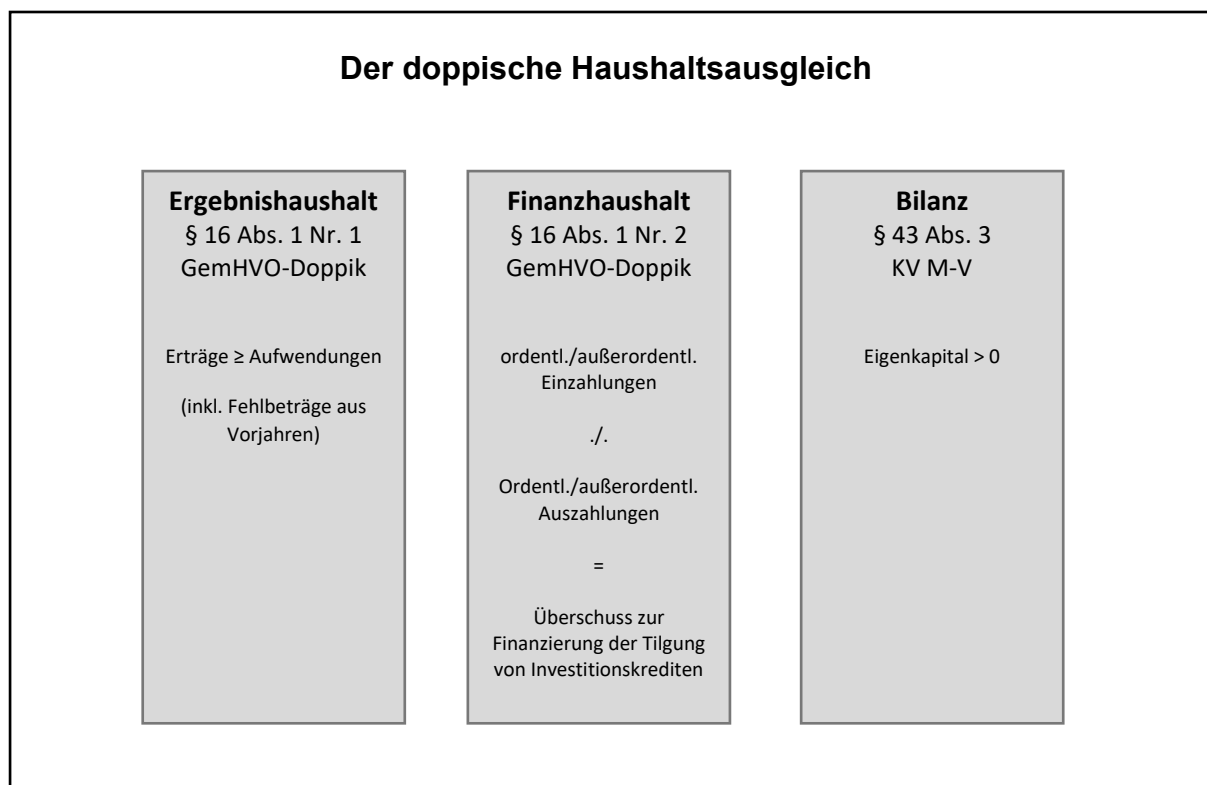 Der doppische Haushaltsausgleich
Ergebnishaushalt
§ 16 Abs. 1 Nr. 1
GemHVO-Doppik
Erträge ≥ Aufwendungen
(inkl. Fehlbeträge aus
Vorjahren)
Finanzhaushalt
§ 16 Abs. 1 Nr. 2
GemHVO-Doppik
ordentl./außerordentl.
Einzahlungen
./.
Ordentl./außerordentl.
Auszahlungen
=
Überschuss zur
Finanzierung der Tilgung
von Investitionskrediten
Bilanz
§ 43 Abs. 3
KV M-V
Eigenkapital > 0